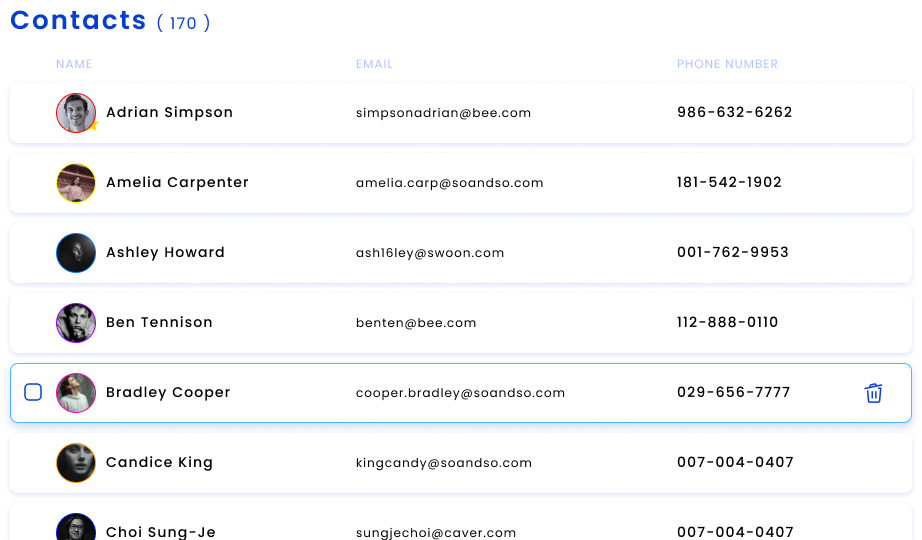 Contacts ( 170 )
NAME EMAIL PHONE NUMBER
Adrian Simpson simpsonadrian@bee.com 986-632-6262
Amelia Carpenter amelia.carp@soandso.com 181-542-1902
Ashley Howard ash16ley@swoon.com 001-762-9953
Ben Tennison benten@bee.com 112-888-0110
Bradley Cooper cooper.bradley@soandso.com 029-656-7777
Candice King kingcandy@soandso.com 007-004-0407
Choi Sung-Je sungjechoi@caver.com 007-004-0407